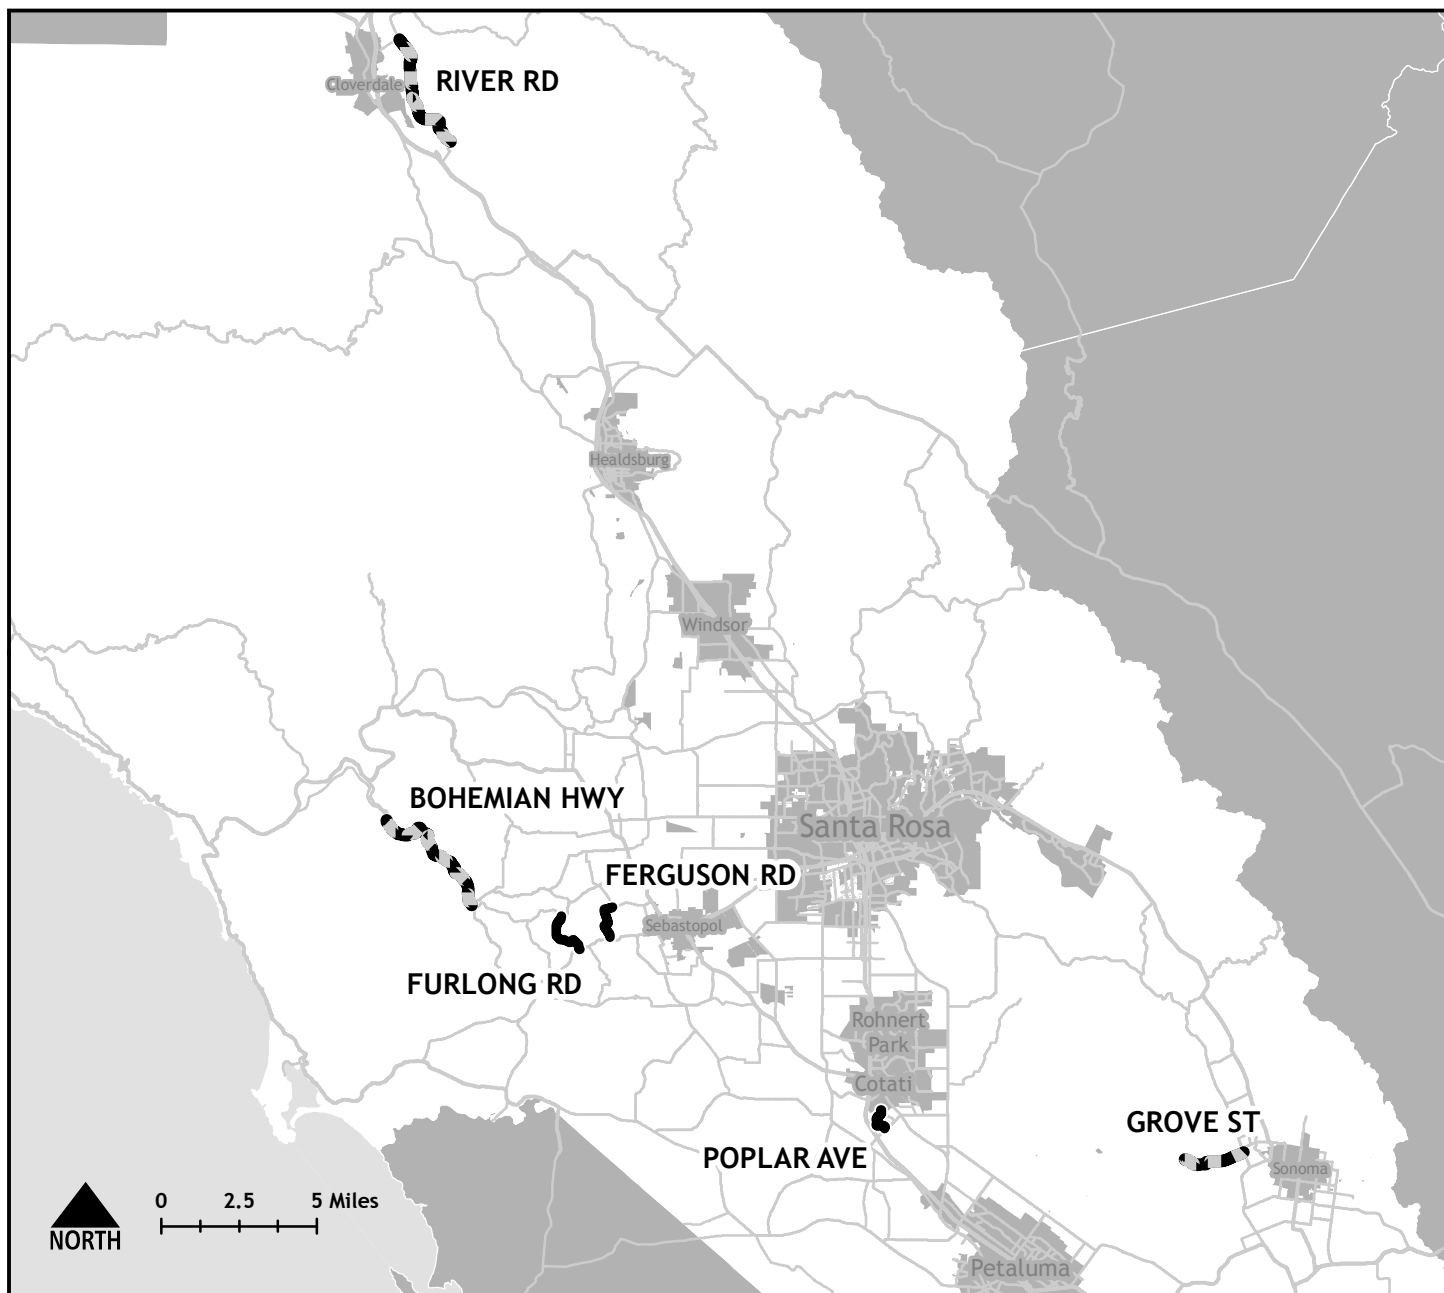 Cloverdale
RIVER RD
Healdsburg
Windsor
BOHEMIAN HWY
Santa Rosa
FERGUSON RD
Sebastopol
FURLONG RD
Rohnert
Park
Cotati
GROVE ST
POPLAR AVE
Sonoma
0 2.5 5 Miles
NORTH
Petaluma